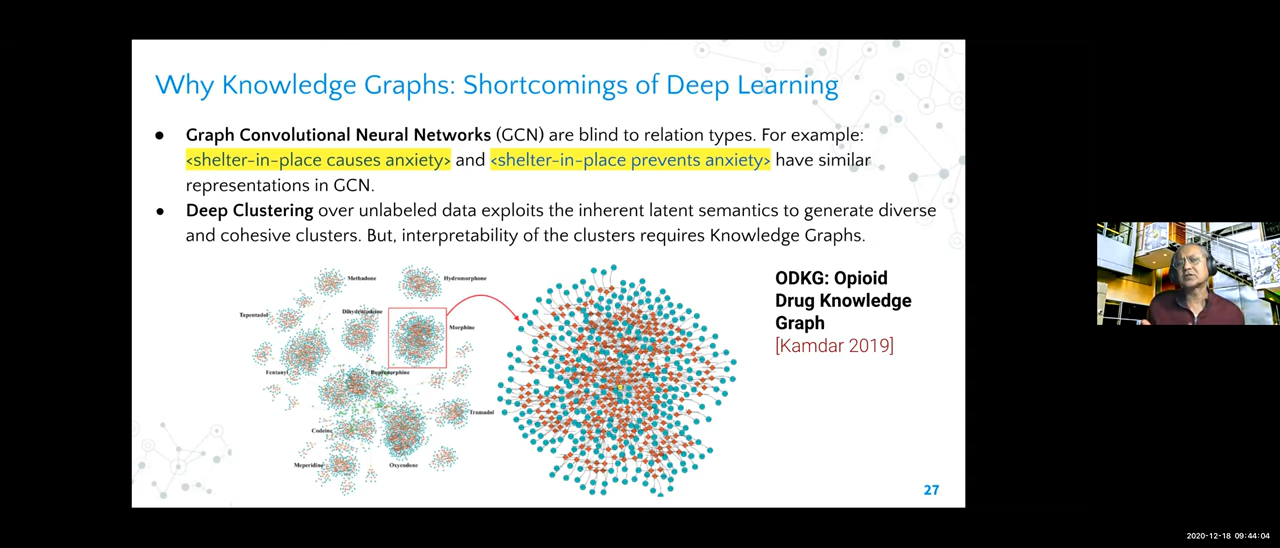 Why Knowledge Graphs: Shortcomings of Deep Learning
● Graph Convolutional Neural Networks (GCN) are blind to relation types. For example:
<shelter-in-place causes anxiety> and <shelter-in-place prevents anxiety> have similar
representations in GCN.
● Deep Clustering over unlabeled data exploits the inherent latent semantics to generate diverse
and cohesive clusters. But, interpretability of the clusters requires Knowledge Graphs.
Methadone
Hydromorphone
Tapentadol
Dihydrocodeine
Morphine
Fentanyl
Buprenorphine
Tramadol
Codeine
Meperidine
Oxycodone
ODKG: Opioid
Drug Knowledge
Graph
[Kamdar 2019]
27
2020-12-18 09:44:04